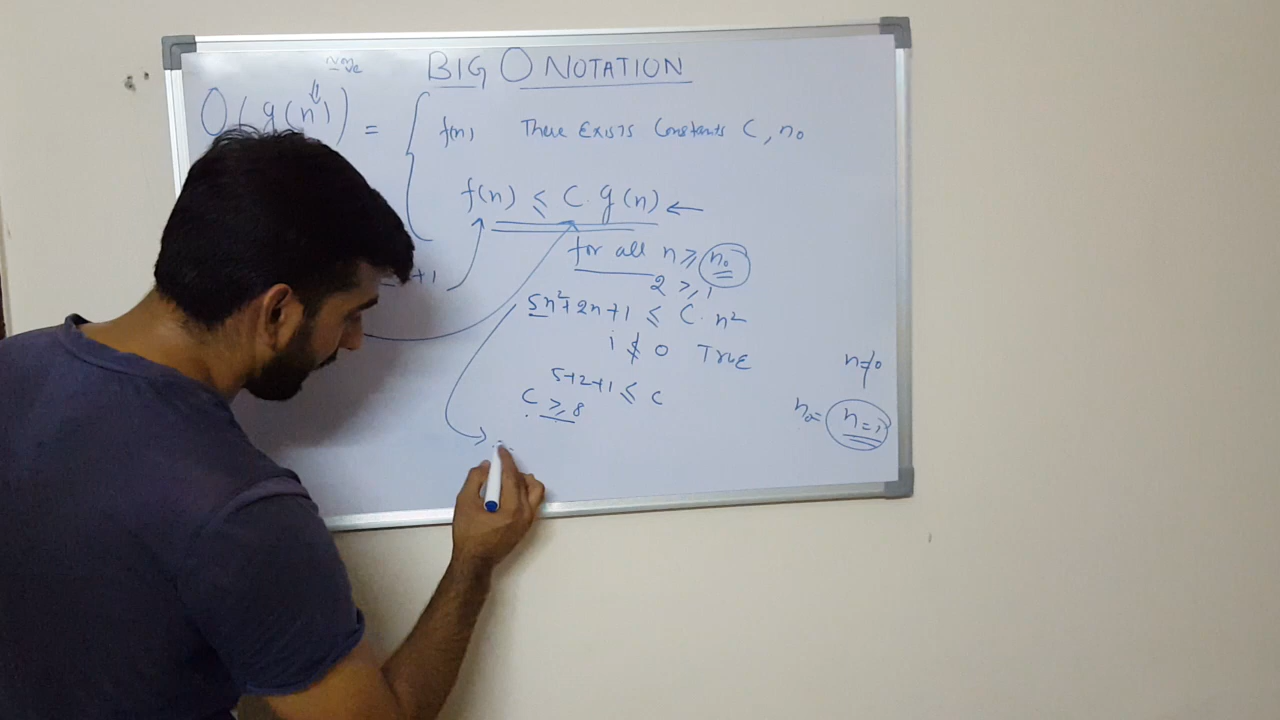 BIG O NOTATION
O( g(n) ) = {
f(n) There Exists Constants C, n₀
f(n) ≤ C. g(n) ←
+1
for all n ≥ n₀
2 ≥ 1
5n²+2n+1 ≤ C. n²
1 ≰ 0 TRUE
5+2+1 ≤ C
C ≥ 8
n≠0
n₀= n=1